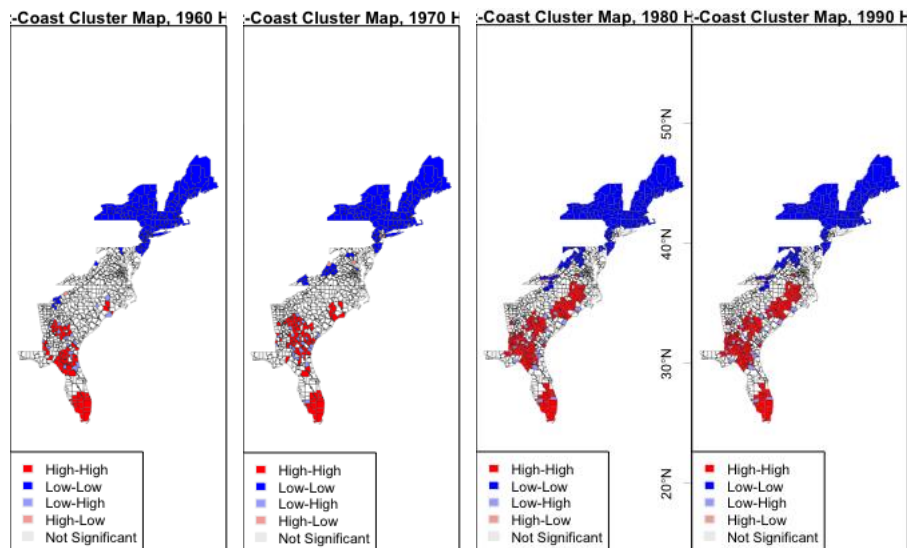 :-Coast Cluster Map, 1960 H
:-Coast Cluster Map, 1970 H
:-Coast Cluster Map, 1980 H
:-Coast Cluster Map, 1990 H
50°N
40°N
30°N
20°N
High-High
Low-Low
Low-High
High-Low
Not Significant
High-High
Low-Low
Low-High
High-Low
Not Significant
High-High
Low-Low
Low-High
High-Low
Not Significant
High-High
Low-Low
Low-High
High-Low
Not Significant